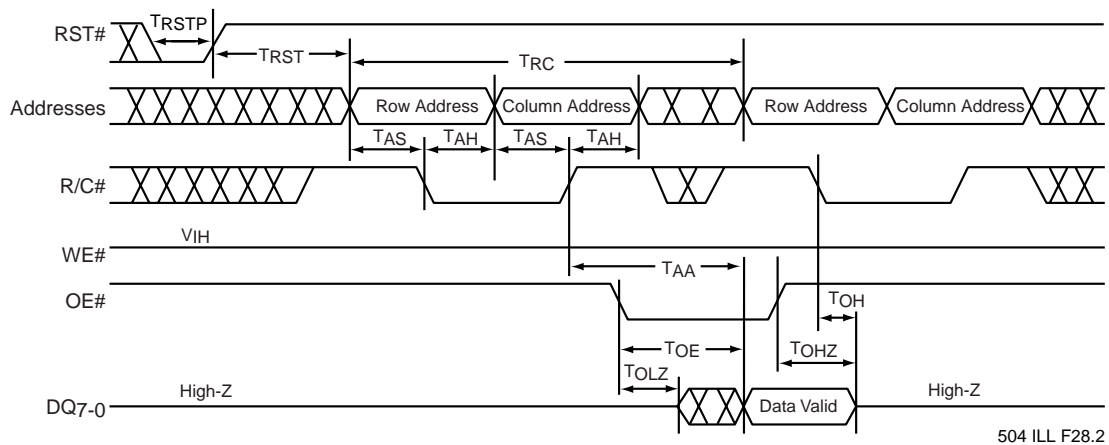 TRSTP
RST#
TRST
TRC
Addresses
Row Address
Column Address
Row Address
Column Address
TAS
TAH
TAS
TAH
R/C#
VIH
WE#
TAA
OE#
TOH
TOE
TOHZ
TOLZ
High-Z
High-Z
DQ7-0
Data Valid
504 ILL F28.2